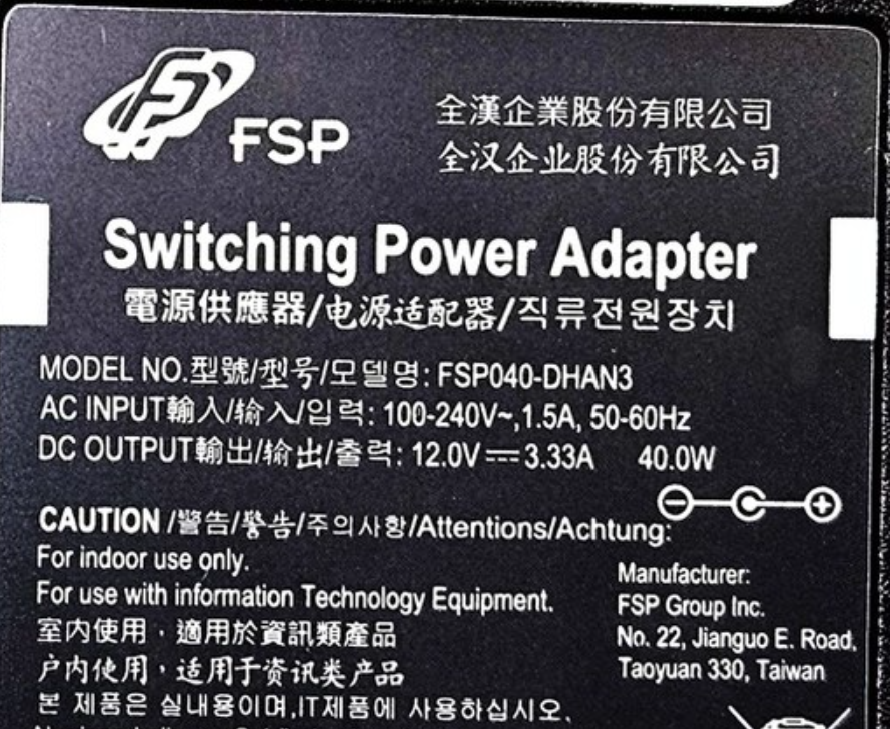 FSP
全漢企業股份有限公司
全汉企业股份有限公司
Switching Power Adapter
電源供應器/电源适配器/직류전원장치
MODEL NO.型號/型号/모델명: FSP040-DHAN3
AC INPUT輸入/输入/입력: 100-240V~,1.5A, 50-60Hz
DC OUTPUT輸出/输出/출력: 12.0V⎓3.33A 40.0W
CAUTION /警告/警告/주의사항/Attentions/Achtung:
For indoor use only.
For use with information Technology Equipment.
室內使用，適用於資訊類產品
户内使用，适用于资讯类产品
본 제품은 실내용이며,IT제품에 사용하십시오.
Manufacturer:
FSP Group Inc.
No. 22, Jianguo E. Road,
Taoyuan 330, Taiwan